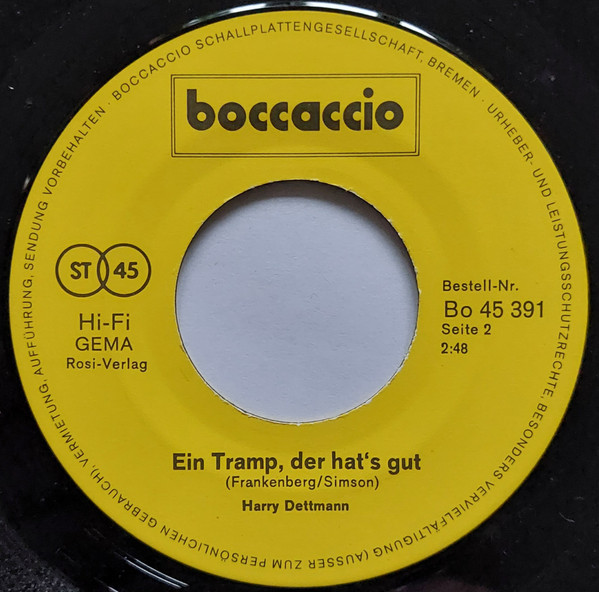 BOCCACCIO SCHALLPLATTENGESELLSCHAFT, BREMEN · URHEBER- UND LEISTUNGSSCHUTZRECHTE, BESONDERS VERVIELFÄLTIGUNG (AUSSER ZUM PERSÖNLICHEN GEBRAUCH), VERMIETUNG, AUFFÜHRUNG, SENDUNG VORBEHALTEN ·
boccaccio
ST 45
Hi-Fi
GEMA
Rosi-Verlag
Bestell-Nr.
Bo 45 391
Seite 2
2:48
Ein Tramp, der hat's gut
(Frankenberg/Simson)
Harry Dettmann